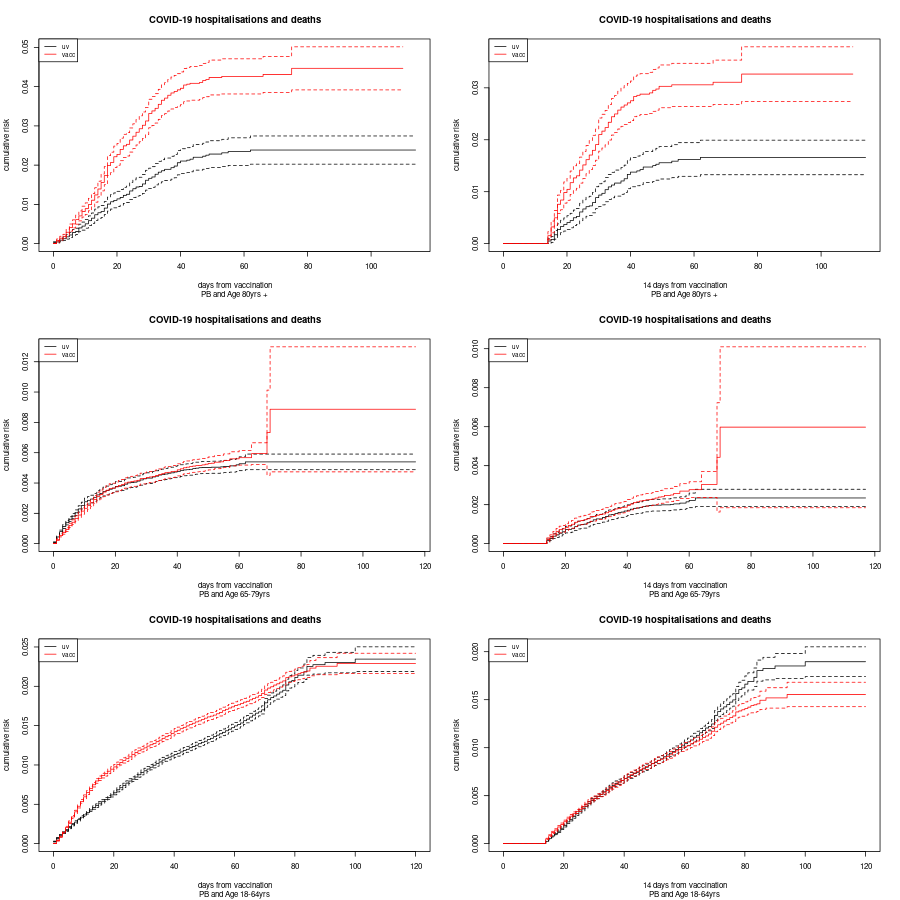 COVID-19 hospitalisations and deaths
uv
vacc
cumulative risk
0.00
0.01
0.02
0.03
0.04
0.05
0 20 40 60 80 100
days from vaccination
PB and Age 80yrs +
COVID-19 hospitalisations and deaths
uv
vacc
cumulative risk
0.00
0.01
0.02
0.03
0 20 40 60 80 100
14 days from vaccination
PB and Age 80yrs +
COVID-19 hospitalisations and deaths
uv
vacc
cumulative risk
0.000
0.002
0.004
0.006
0.008
0.010
0.012
0 20 40 60 80 100 120
days from vaccination
PB and Age 65-79yrs
COVID-19 hospitalisations and deaths
uv
vacc
cumulative risk
0.000
0.002
0.004
0.006
0.008
0.010
0 20 40 60 80 100 120
14 days from vaccination
PB and Age 65-79yrs
COVID-19 hospitalisations and deaths
uv
vacc
cumulative risk
0.000
0.005
0.010
0.015
0.020
0.025
0 20 40 60 80 100 120
days from vaccination
PB and Age 18-64yrs
COVID-19 hospitalisations and deaths
uv
vacc
cumulative risk
0.000
0.005
0.010
0.015
0.020
0 20 40 60 80 100 120
14 days from vaccination
PB and Age 18-64yrs